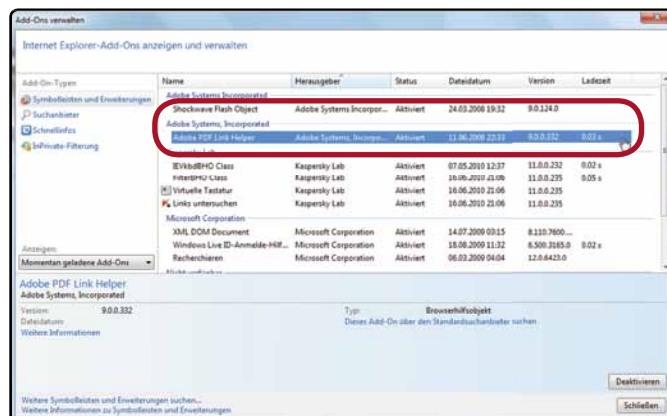 Add-Ons verwalten
Internet Explorer-Add-Ons anzeigen und verwalten
Add-On-Typen
Symbolleisten und Erweiterungen
Suchanbieter
Schnellinfos
InPrivate-Filterung
Anzeigen:
Momentan geladene Add-Ons
Name Herausgeber Status Dateidatum Version Ladezeit
Adobe Systems Incorporated
Shockwave Flash Object Adobe Systems Incorpor... Aktiviert 24.03.2008 19:32 9.0.124.0
Adobe Systems, Incorporated
Adobe PDF Link Helper Adobe Systems, Incorpo... Aktiviert 11.06.2008 22:33 9.0.0.332 0.03 s
Kaspersky Lab
IEVkbdBHO Class Kaspersky Lab Aktiviert 07.05.2010 12:37 11.0.0.232 0.02 s
FilterBHO Class Kaspersky Lab Aktiviert 16.06.2010 21:06 11.0.0.235 0.05 s
Virtuelle Tastatur Kaspersky Lab Aktiviert 16.06.2010 21:06 11.0.0.235
Links untersuchen Kaspersky Lab Aktiviert 16.06.2010 21:06 11.0.0.235
Microsoft Corporation
XML DOM Document Microsoft Corporation Aktiviert 14.07.2009 03:15 8.110.7600....
Windows Live ID-Anmelde-Hilf... Microsoft Corporation Aktiviert 18.08.2009 11:32 6.500.3165.0 0.02 s
Recherchieren Microsoft Corporation Aktiviert 06.03.2009 04:04 12.0.6423.0
Nicht verfügbar
Adobe PDF Link Helper
Adobe Systems, Incorporated
Version: 9.0.0.332 Typ: Browserhilfsobjekt
Dateidatum: Dieses Add-On über den Standardsuchanbieter suchen
Weitere Informationen
Deaktivieren
Weitere Symbolleisten und Erweiterungen suchen...
Weitere Informationen zu Symbolleisten und Erweiterungen
Schließen